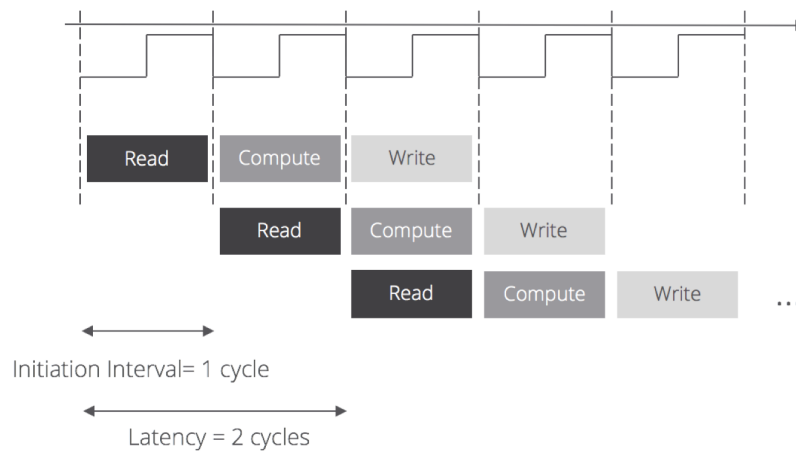 Read Compute Write
Read Compute Write
Read Compute Write ...
Initiation Interval= 1 cycle
Latency = 2 cycles